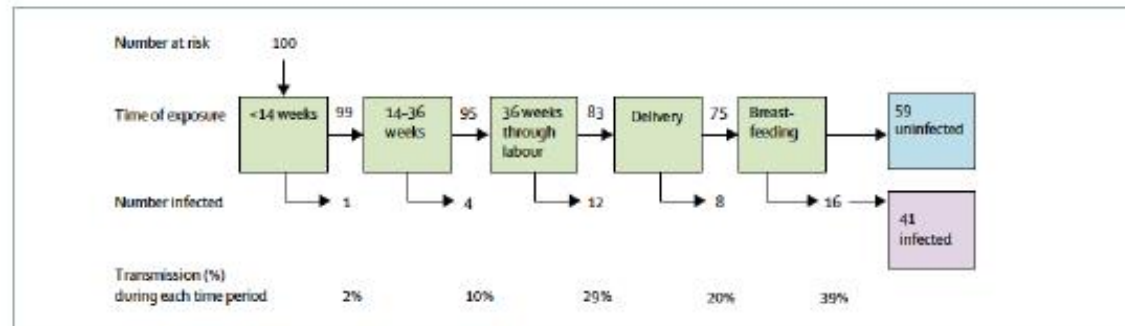 Number at risk 100
Time of exposure <14 weeks 99 14–36 weeks 95 36 weeks through labour 83 Delivery 75 Breast-feeding 59 uninfected
Number infected 1 4 12 8 16 41 infected
Transmission (%)
during each time period 2% 10% 29% 20% 39%